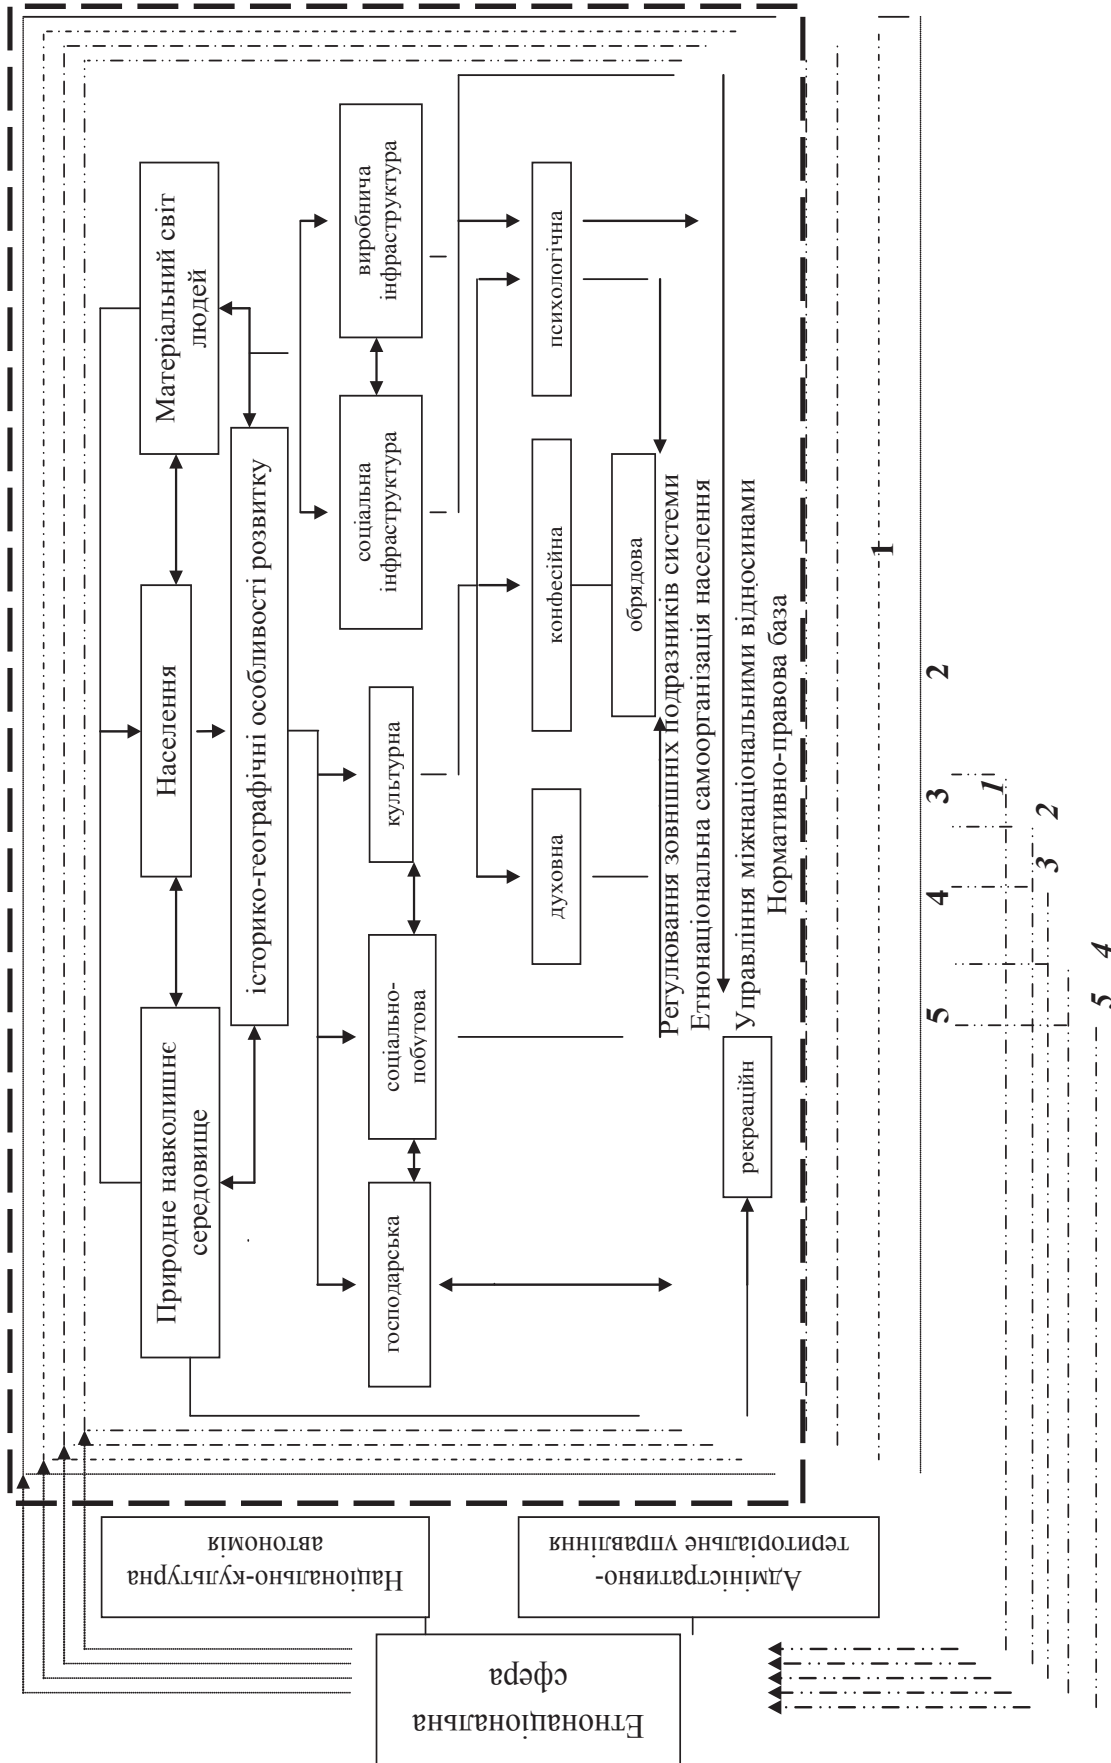 Етнонаціональна
сфера
Національно-культурна
автономія
Адміністративно-
територіальне управління
Природне навколишнє
середовище
Населення
Матеріальний світ
людей
історико-географічні особливості розвитку
господарська
соціально-
побутова
культурна
соціальна
інфраструктура
виробнича
інфраструктура
духовна
конфесійна
психологічна
обрядова
рекреаційн
Регулювання зовнішніх подразників системи
Етнонаціональна самоорганізація населення
Управління міжнаціональними відносинами
Нормативно-правова база
1
2
3
4
5
1
2
3
4
5